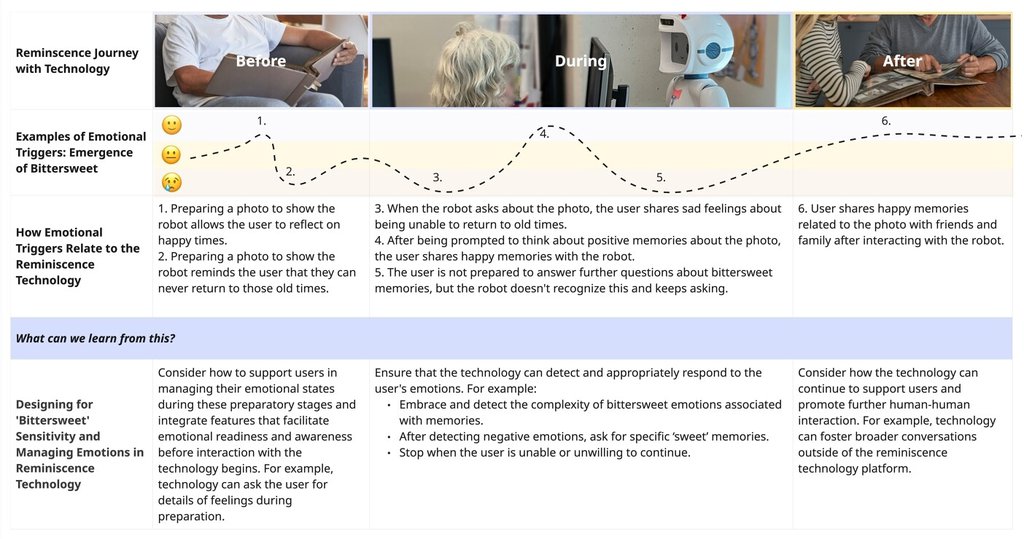 Reminscence Journey
with Technology
Before
During
After
Examples of Emotional
Triggers: Emergence
of Bittersweet
1.
2.
3.
4.
5.
6.
How Emotional
Triggers Relate to the
Reminiscence
Technology
1. Preparing a photo to show the
robot allows the user to reflect on
happy times.
2. Preparing a photo to show the
robot reminds the user that they can
never return to those old times.
3. When the robot asks about the photo, the user shares sad feelings about
being unable to return to old times.
4. After being prompted to think about positive memories about the photo,
the user shares happy memories with the robot.
5. The user is not prepared to answer further questions about bittersweet
memories, but the robot doesn't recognize this and keeps asking.
6. User shares happy memories
related to the photo with friends and
family after interacting with the robot.
What can we learn from this?
Designing for
'Bittersweet'
Sensitivity and
Managing Emotions in
Reminiscence
Technology
Consider how to support users in
managing their emotional states
during these preparatory stages and
integrate features that facilitate
emotional readiness and awareness
before interaction with the
technology begins. For example,
technology can ask the user for
details of feelings during
preparation.
Ensure that the technology can detect and appropriately respond to the
user's emotions. For example:
• Embrace and detect the complexity of bittersweet emotions associated
with memories.
• After detecting negative emotions, ask for specific ‘sweet’ memories.
• Stop when the user is unable or unwilling to continue.
Consider how the technology can
continue to support users and
promote further human-human
interaction. For example, technology
can foster broader conversations
outside of the reminiscence
technology platform.